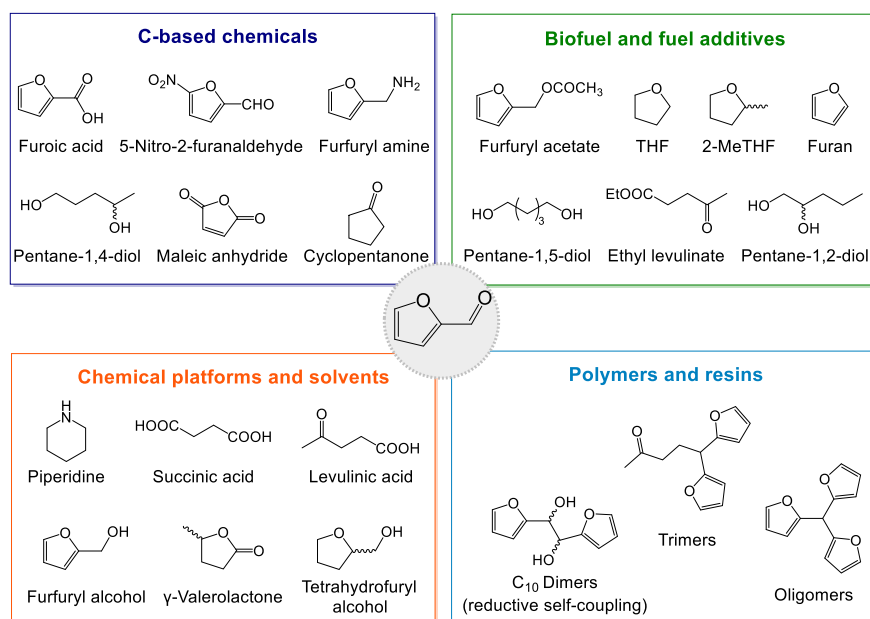 C-based chemicals
O
O
OH
Furoic acid
O₂N
O
CHO
5-Nitro-2-furanaldehyde
O
NH₂
Furfuryl amine
HO
OH
Pentane-1,4-diol
O
O
O
Maleic anhydride
O
Cyclopentanone
Biofuel and fuel additives
O
OCOCH₃
Furfuryl acetate
O
THF
O
2-MeTHF
O
Furan
HO
3
OH
Pentane-1,5-diol
EtOOC
O
Ethyl levulinate
HO
OH
Pentane-1,2-diol
O
O
Chemical platforms and solvents
H
N
Piperidine
HOOC
COOH
Succinic acid
O
COOH
Levulinic acid
O
OH
Furfuryl alcohol
O
O
γ-Valerolactone
O
OH
Tetrahydrofuryl
alcohol
Polymers and resins
O
OH
HO
O
C₁₀ Dimers
(reductive self-coupling)
O
O
O
Trimers
O
O
O
Oligomers